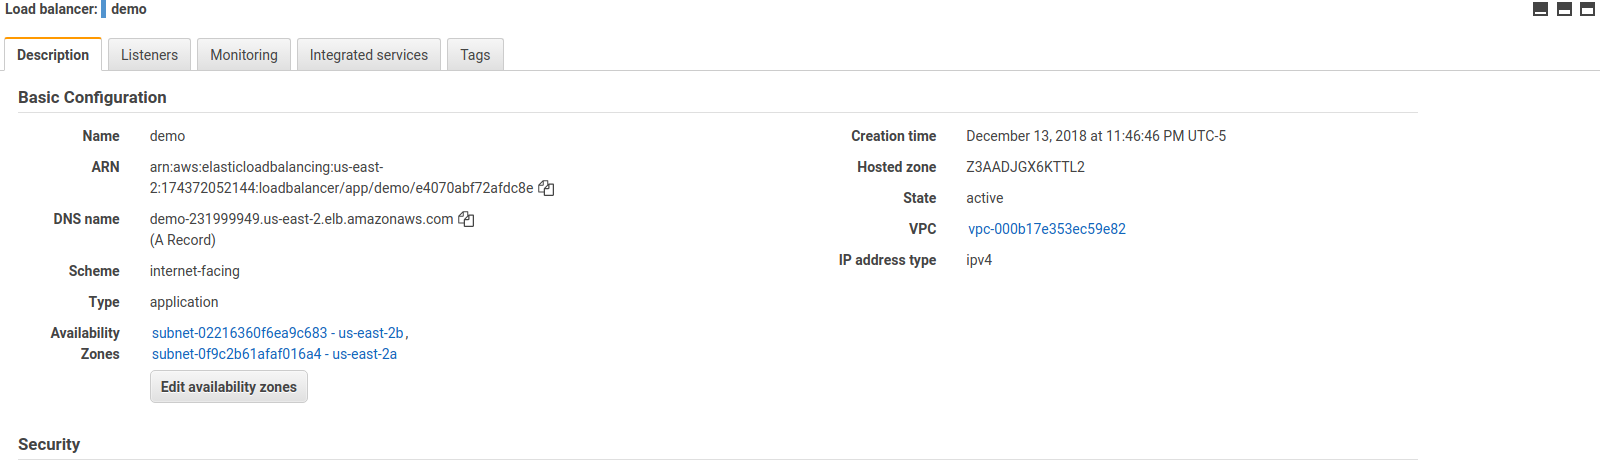 Load balancer: demo
Description Listeners Monitoring Integrated services Tags
Basic Configuration
Name demo
ARN arn:aws:elasticloadbalancing:us-east-
2:174372052144:loadbalancer/app/demo/e4070abf72afdc8e
DNS name demo-231999949.us-east-2.elb.amazonaws.com
(A Record)
Scheme internet-facing
Type application
Availability subnet-02216360f6ea9c683 - us-east-2b,
Zones subnet-0f9c2b61afaf016a4 - us-east-2a
Edit availability zones
Creation time December 13, 2018 at 11:46:46 PM UTC-5
Hosted zone Z3AADJGX6KTTL2
State active
VPC vpc-000b17e353ec59e82
IP address type ipv4
Security